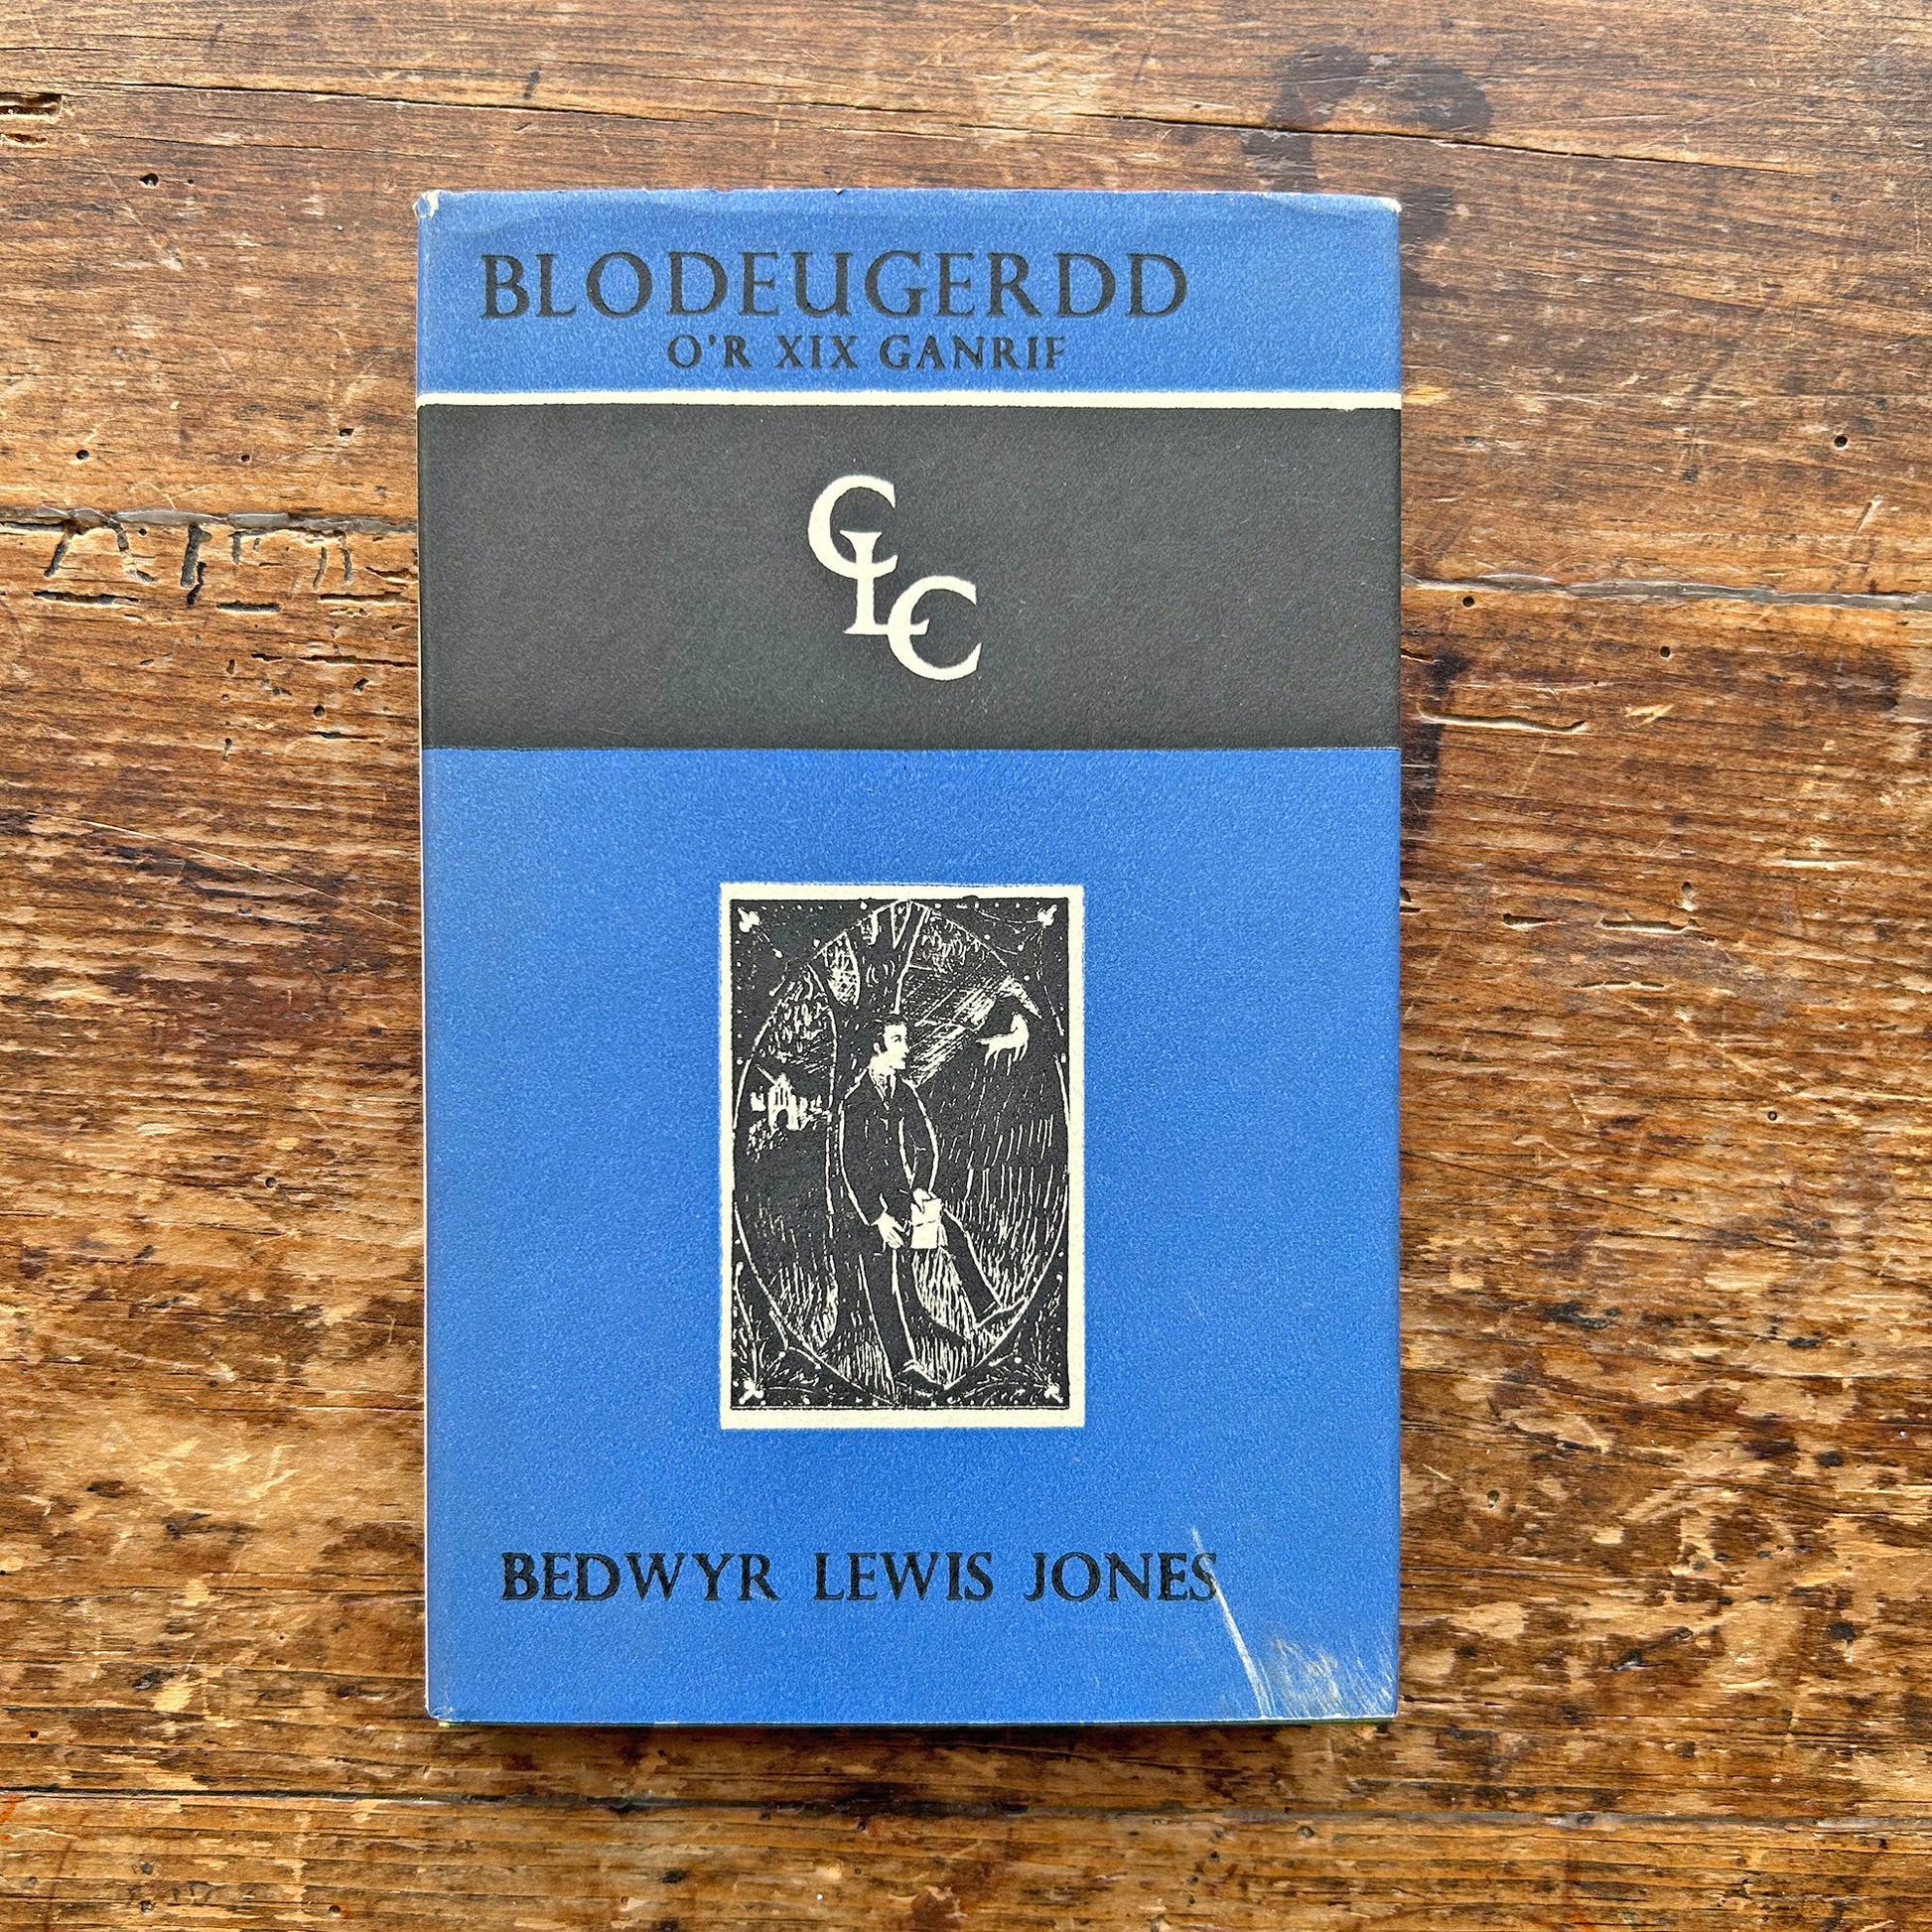 BLODEUGERDD
O'R XIX GANRIF
CLC
BEDWYR LEWIS JONES